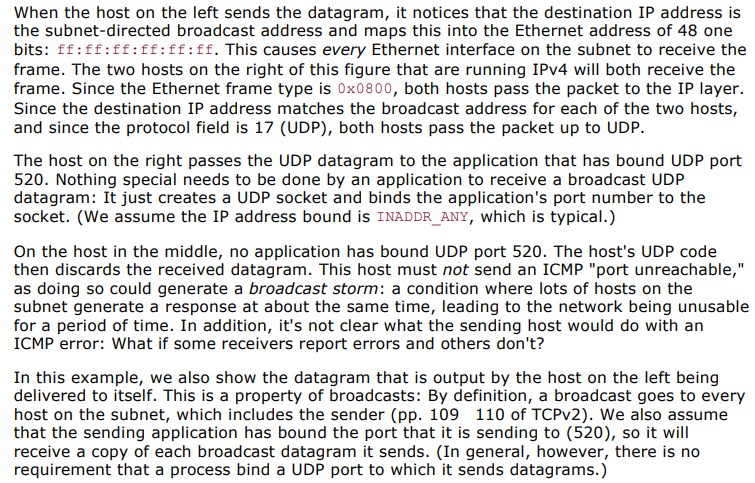 When the host on the left sends the datagram, it notices that the destination IP address is
the subnet-directed broadcast address and maps this into the Ethernet address of 48 one
bits: ff:ff:ff:ff:ff:ff. This causes every Ethernet interface on the subnet to receive the
frame. The two hosts on the right of this figure that are running IPv4 will both receive the
frame. Since the Ethernet frame type is 0x0800, both hosts pass the packet to the IP layer.
Since the destination IP address matches the broadcast address for each of the two hosts,
and since the protocol field is 17 (UDP), both hosts pass the packet up to UDP.
The host on the right passes the UDP datagram to the application that has bound UDP port
520. Nothing special needs to be done by an application to receive a broadcast UDP
datagram: It just creates a UDP socket and binds the application's port number to the
socket. (We assume the IP address bound is INADDR_ANY, which is typical.)
On the host in the middle, no application has bound UDP port 520. The host's UDP code
then discards the received datagram. This host must not send an ICMP "port unreachable,"
as doing so could generate a broadcast storm: a condition where lots of hosts on the
subnet generate a response at about the same time, leading to the network being unusable
for a period of time. In addition, it's not clear what the sending host would do with an
ICMP error: What if some receivers report errors and others don't?
In this example, we also show the datagram that is output by the host on the left being
delivered to itself. This is a property of broadcasts: By definition, a broadcast goes to every
host on the subnet, which includes the sender (pp. 109 110 of TCPv2). We also assume
that the sending application has bound the port that it is sending to (520), so it will
receive a copy of each broadcast datagram it sends. (In general, however, there is no
requirement that a process bind a UDP port to which it sends datagrams.)